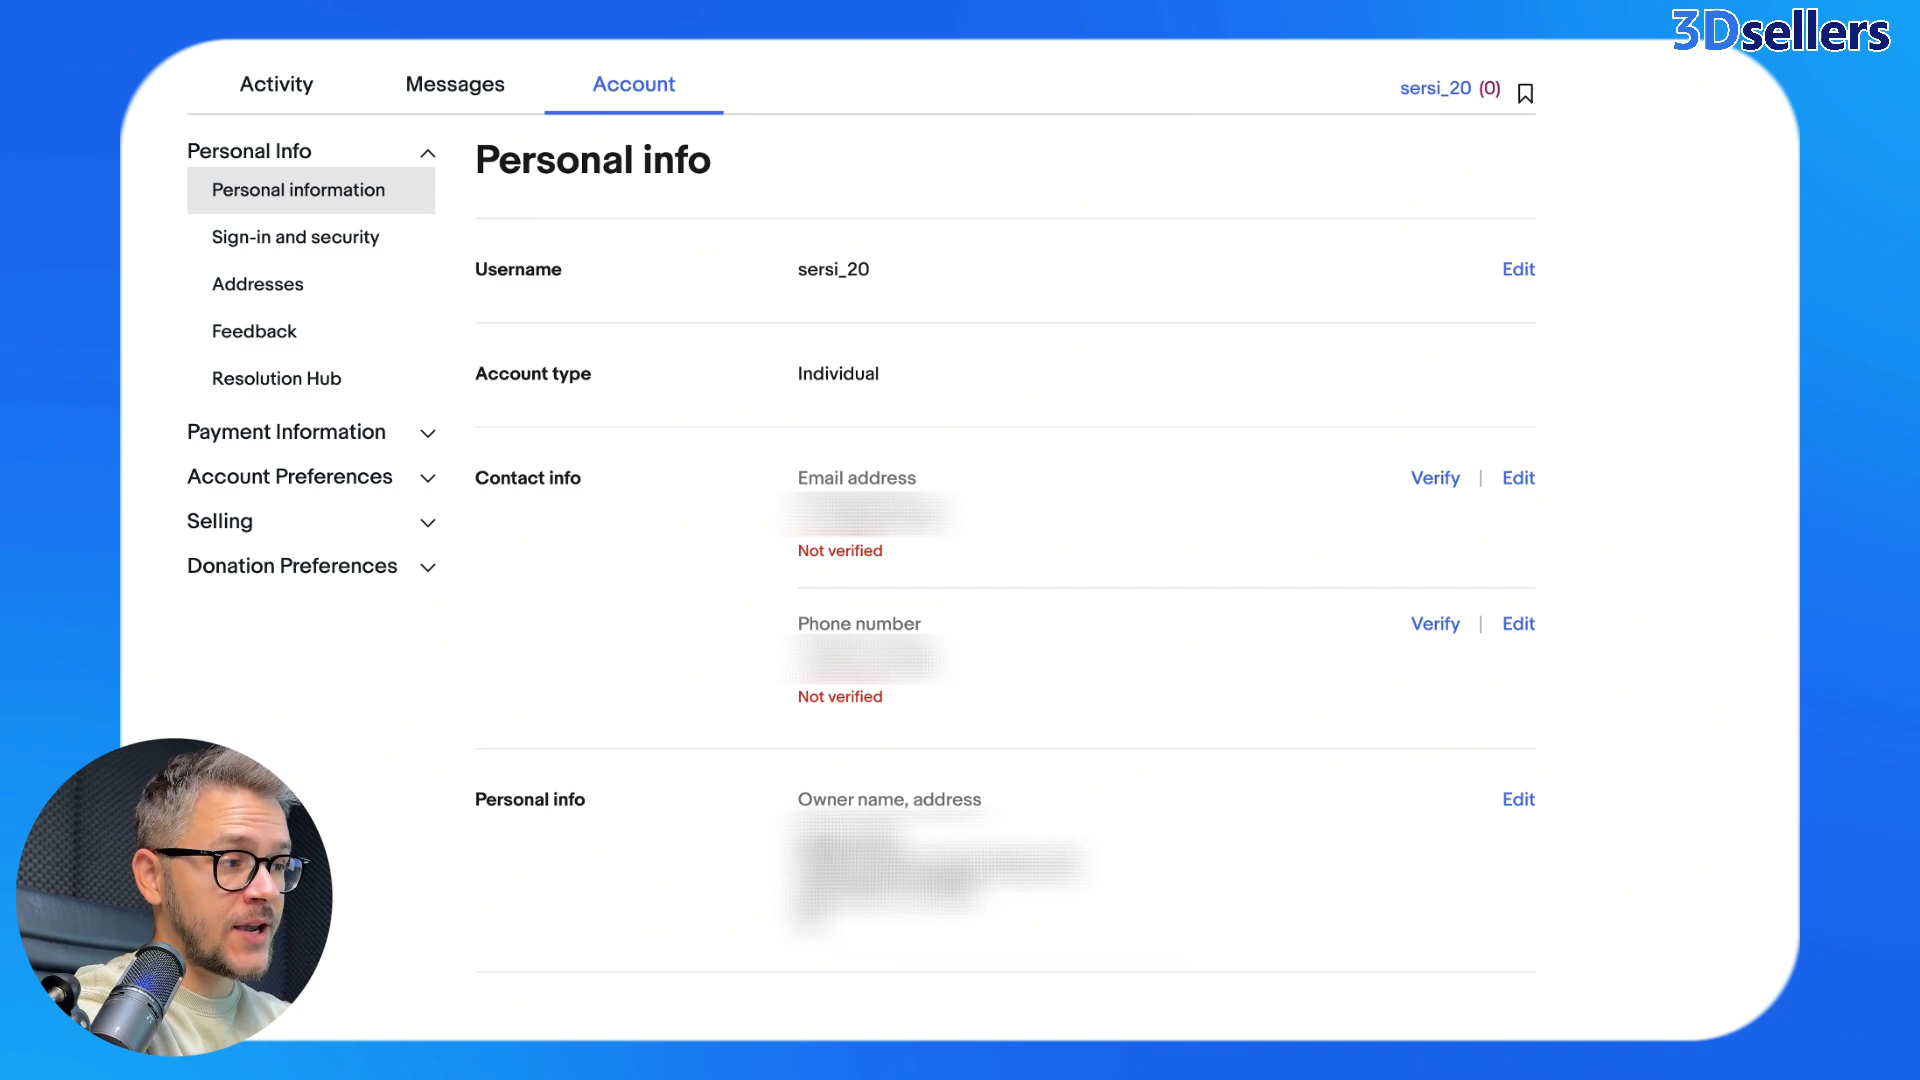 3Dsellers
Activity
Messages
Account
sersi_20 (0)
Personal Info
Personal information
Sign-in and security
Addresses
Feedback
Resolution Hub
Payment Information
Account Preferences
Selling
Donation Preferences
Personal info
Username
sersi_20
Edit
Account type
Individual
Contact info
Email address
Verify | Edit
Not verified
Phone number
Verify | Edit
Not verified
Personal info
Owner name, address
Edit